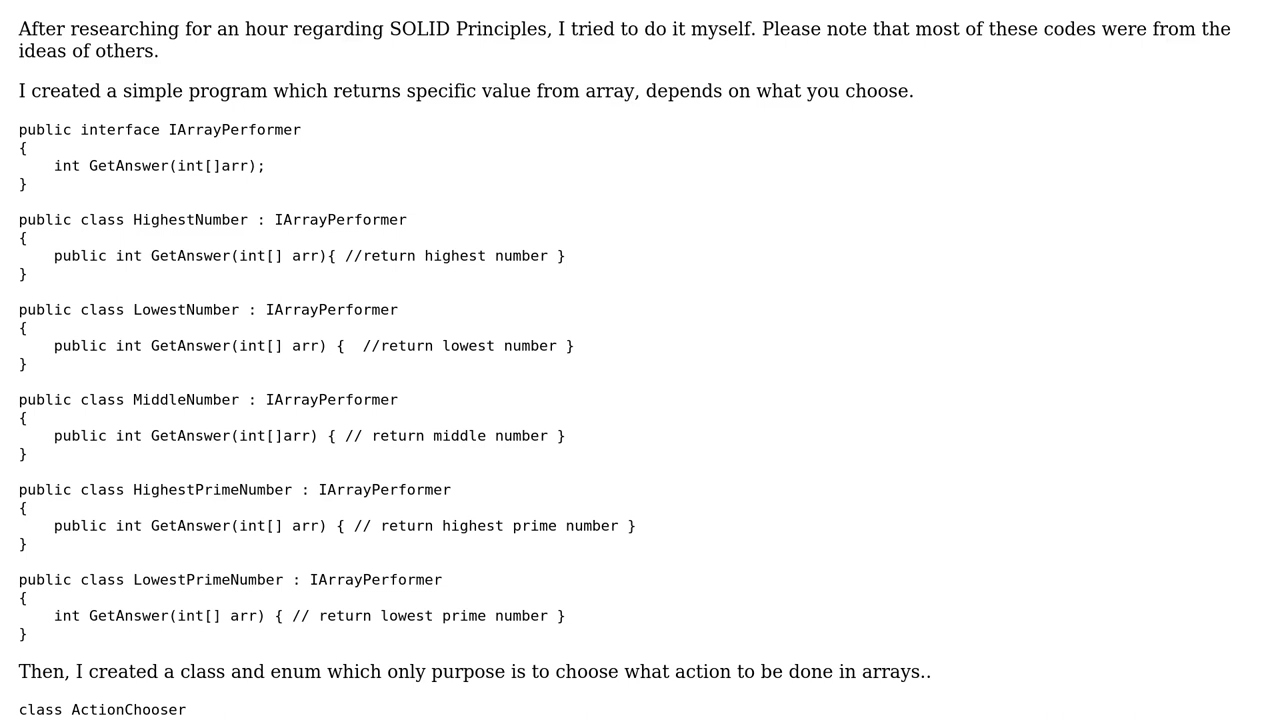 After researching for an hour regarding SOLID Principles, I tried to do it myself. Please note that most of these codes were from the
ideas of others.
I created a simple program which returns specific value from array, depends on what you choose.
public interface IArrayPerformer
{
    int GetAnswer(int[]arr);
}
public class HighestNumber : IArrayPerformer
{
    public int GetAnswer(int[] arr){ //return highest number }
}
public class LowestNumber : IArrayPerformer
{
    public int GetAnswer(int[] arr) {  //return lowest number }
}
public class MiddleNumber : IArrayPerformer
{
    public int GetAnswer(int[]arr) { // return middle number }
}
public class HighestPrimeNumber : IArrayPerformer
{
    public int GetAnswer(int[] arr) { // return highest prime number }
}
public class LowestPrimeNumber : IArrayPerformer
{
    int GetAnswer(int[] arr) { // return lowest prime number }
}
Then, I created a class and enum which only purpose is to choose what action to be done in arrays..
class ActionChooser